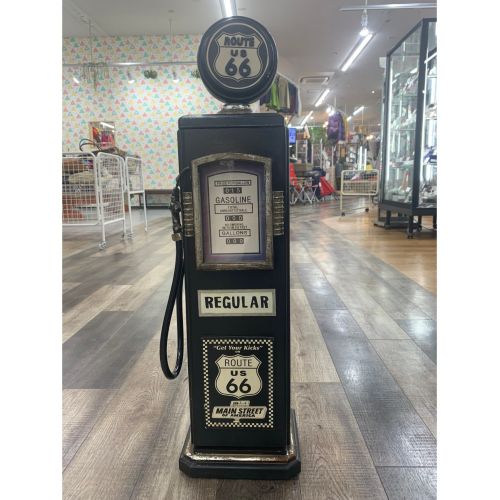 ROUTE
US
66
GASOLINE
GALLONS
REGULAR
"Get Your Kicks"
ROUTE
US
66
MAIN STREET
OF AMERICA